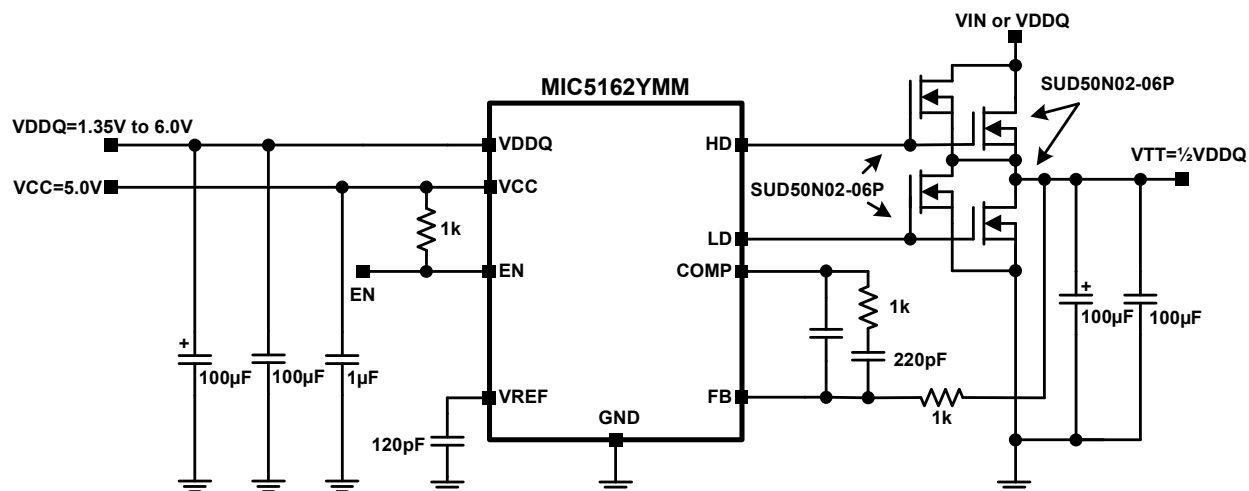 VIN or VDDQ
MIC5162YMM
SUD50N02-06P
VDDQ=1.35V to 6.0V
VDDQ
HD
VTT=½VDDQ
VCC=5.0V
VCC
SUD50N02-06P
1k
LD
EN
COMP
EN
1k
+
100µF
100µF
+
100µF
100µF
1µF
220pF
VREF
FB
GND
1k
120pF